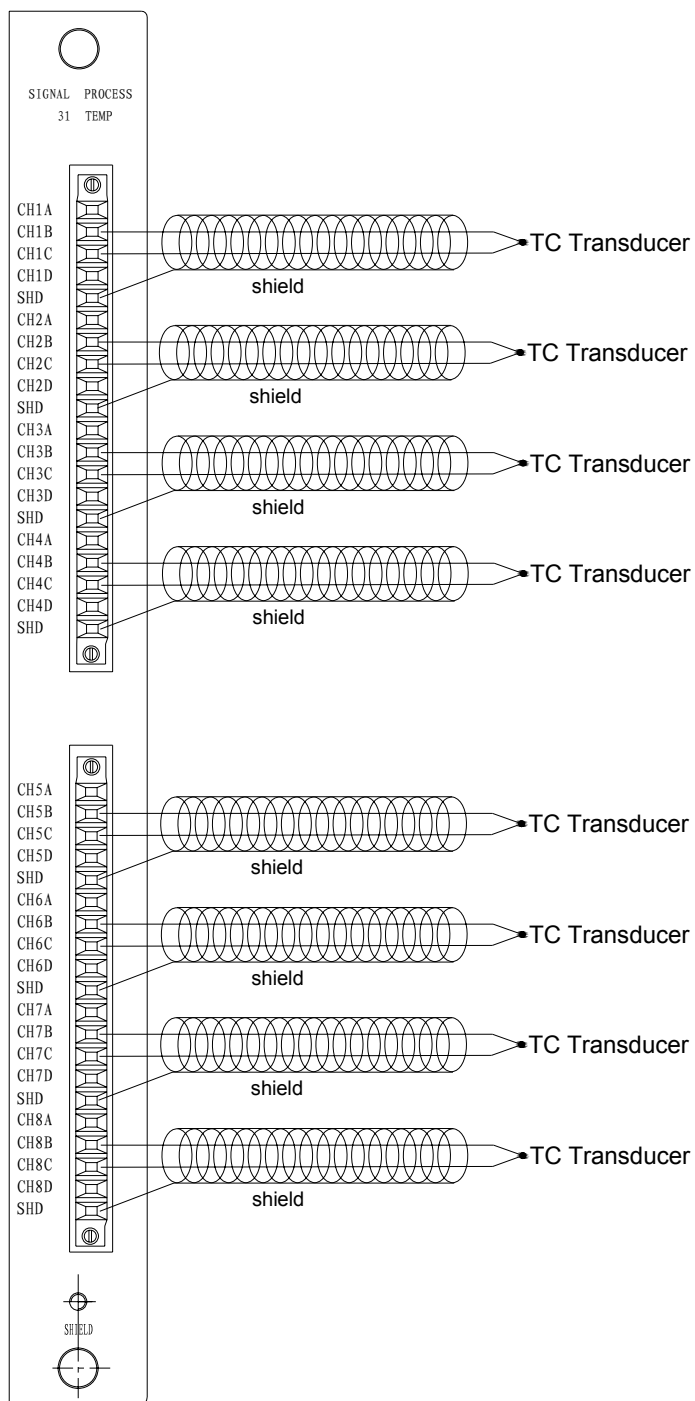 SIGNAL PROCESS
31 TEMP
CH1A
CH1B
TC Transducer
CH1C
CH1D
shield
SHD
CH2A
CH2B
TC Transducer
CH2C
CH2D
shield
SHD
CH3A
CH3B
TC Transducer
CH3C
CH3D
shield
SHD
CH4A
CH4B
TC Transducer
CH4C
CH4D
shield
SHD
CH5A
CH5B
TC Transducer
CH5C
CH5D
shield
SHD
CH6A
CH6B
TC Transducer
CH6C
CH6D
shield
SHD
CH7A
CH7B
TC Transducer
CH7C
CH7D
shield
SHD
CH8A
CH8B
TC Transducer
CH8C
CH8D
shield
SHD
SHIELD